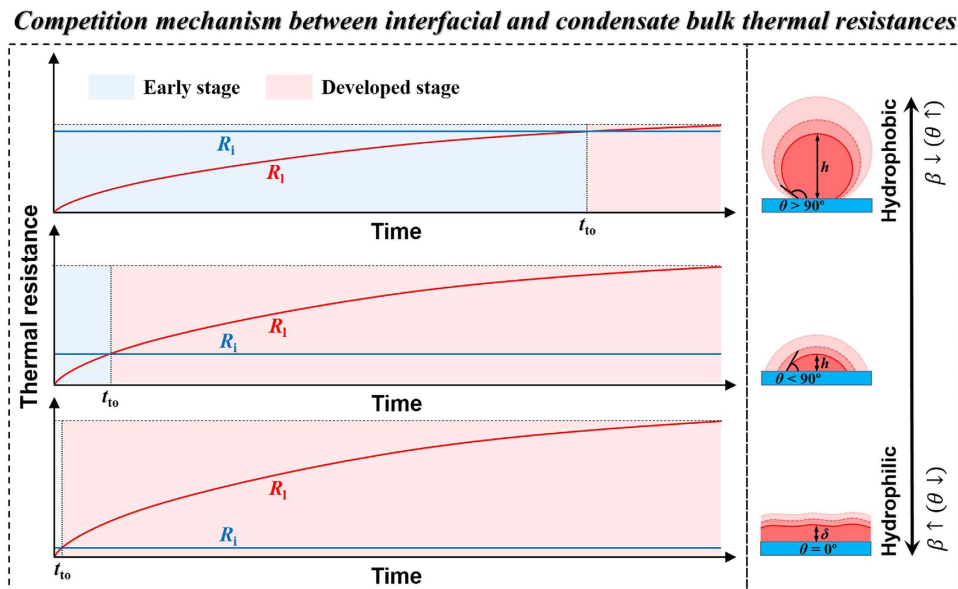 Competition mechanism between interfacial and condensate bulk thermal resistances
Early stage
Developed stage
Thermal resistance
Rᵢ
Rₗ
Time
tₜₒ
Rₗ
Rᵢ
Time
tₜₒ
Rₗ
Rᵢ
Time
tₜₒ
h
θ > 90°
Hydrophobic
β ↓ (θ ↑)
h
θ < 90°
δ
θ = 0°
Hydrophilic
β ↑ (θ ↓)